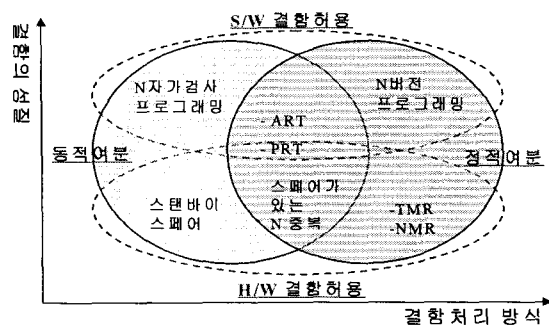 S/W 결함허용
결함의 성질
N자가검사
프로그래밍
N버전
프로그래밍
- ART
PRT
동적여분
정적여분
스탠바이
스페어
스페어가
있는
N중복
-TMR
-NMR
H/W 결함허용
결함처리 방식